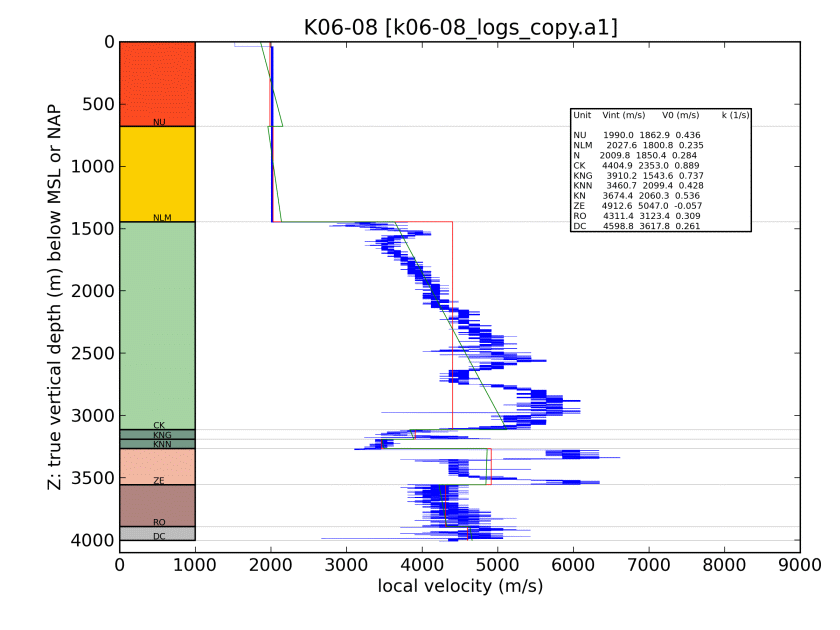 K06-08 [k06-08_logs_copy.a1]
Z: true vertical depth (m) below MSL or NAP
0
500
1000
1500
2000
2500
3000
3500
4000
NU
NLM
CK
KNG
KNN
ZE
RO
DC
Unit Vint (m/s) V0 (m/s) k (1/s)
NU 1990.0 1862.9 0.436
NLM 2027.6 1800.8 0.235
N 2009.8 1850.4 0.284
CK 4404.9 2353.0 0.889
KNG 3910.2 1543.6 0.737
KNN 3460.7 2099.4 0.428
KN 3674.4 2060.3 0.536
ZE 4912.6 5047.0 -0.057
RO 4311.4 3123.4 0.309
DC 4598.8 3617.8 0.261
0 1000 2000 3000 4000 5000 6000 7000 8000 9000
local velocity (m/s)